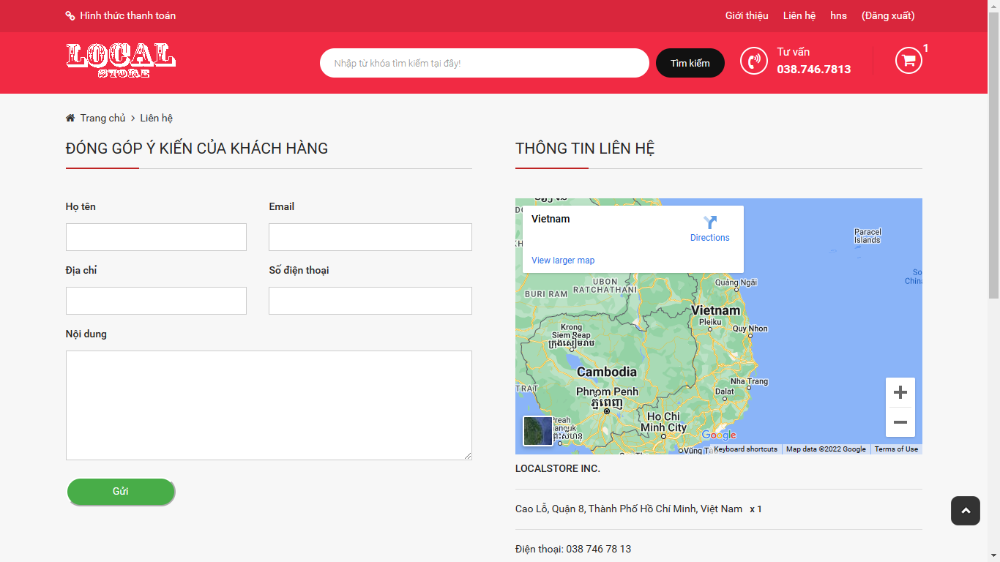 Hình thức thanh toán
Giới thiệu
Liên hệ
hns
(Đăng xuất)
LOCAL
STORE
Nhập từ khóa tìm kiếm tại đây!
Tìm kiếm
Tư vấn
038.746.7813
1
Trang chủ > Liên hệ
ĐÓNG GÓP Ý KIẾN CỦA KHÁCH HÀNG
Họ tên
Email
Địa chỉ
Số điện thoại
Nội dung
Gửi
THÔNG TIN LIÊN HỆ
Vietnam
Directions
View larger map
Paracel
Islands
So
China
UBON
RATCHATHANI
BURI RAM
Quảng Ngãi
Vietnam
Pleiku
Quy Nhon
Krong
Siem Reap
ក្រុងសៀមរាប
Cambodia
Nha Trang
TRAT
Dalat
Phnom Penh
ភ្នំពេញ
Ho Chi
Minh City
Preah
Google
Vũng
Keyboard shortcuts
Map data ©2022 Google
Terms of Use
LOCALSTORE INC.
Cao Lỗ, Quận 8, Thành Phố Hồ Chí Minh, Việt Nam x 1
Điện thoại: 038 746 78 13